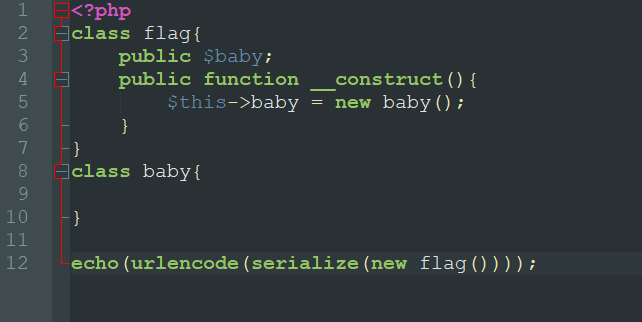 1 <?php
2 class flag{
3     public $baby;
4     public function __construct(){
5         $this->baby = new baby();
6     }
7 }
8 class baby{
9
10 }
11
12 echo(urlencode(serialize(new flag())));